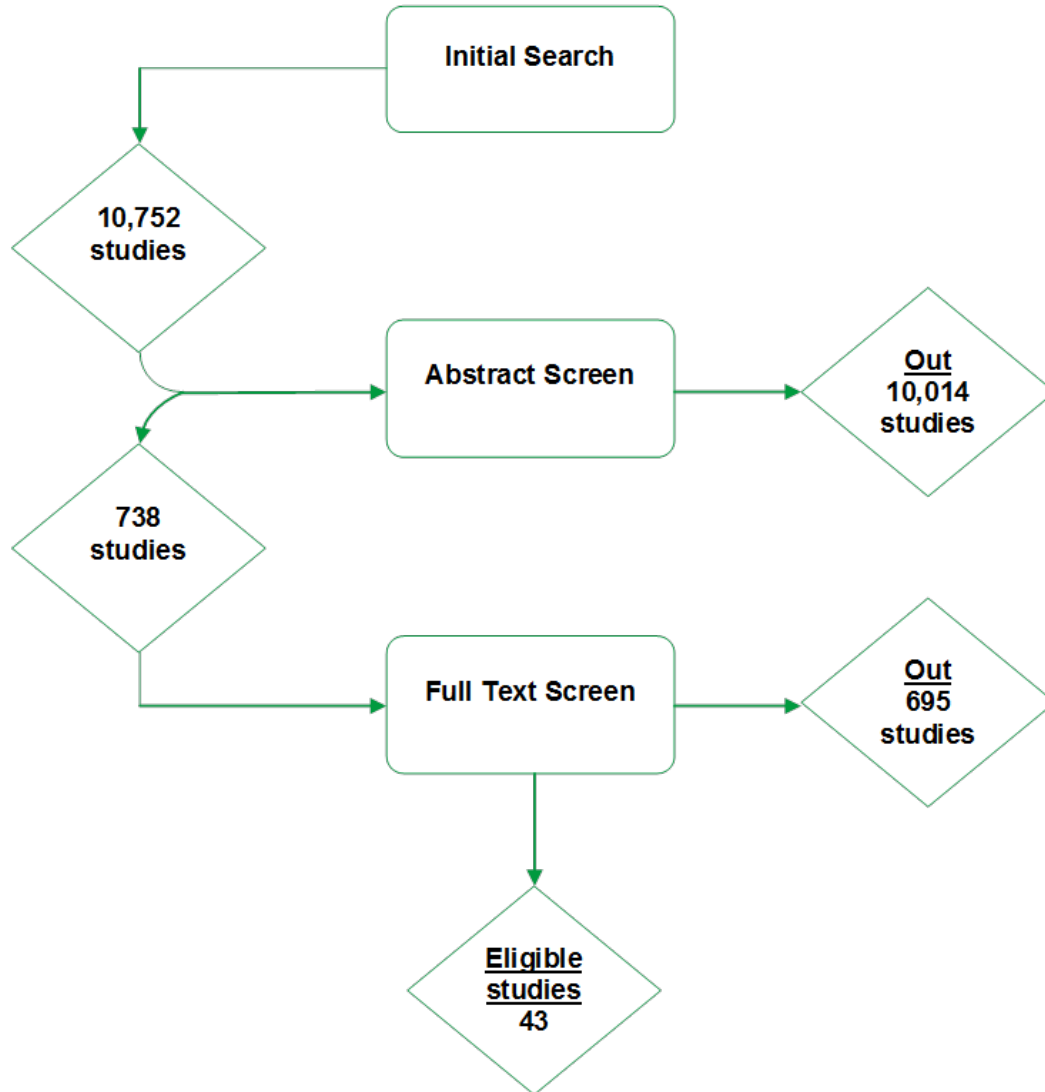 Initial Search
10,752
studies
Abstract Screen
Out
10,014
studies
738
studies
Full Text Screen
Out
695
studies
Eligible
studies
43